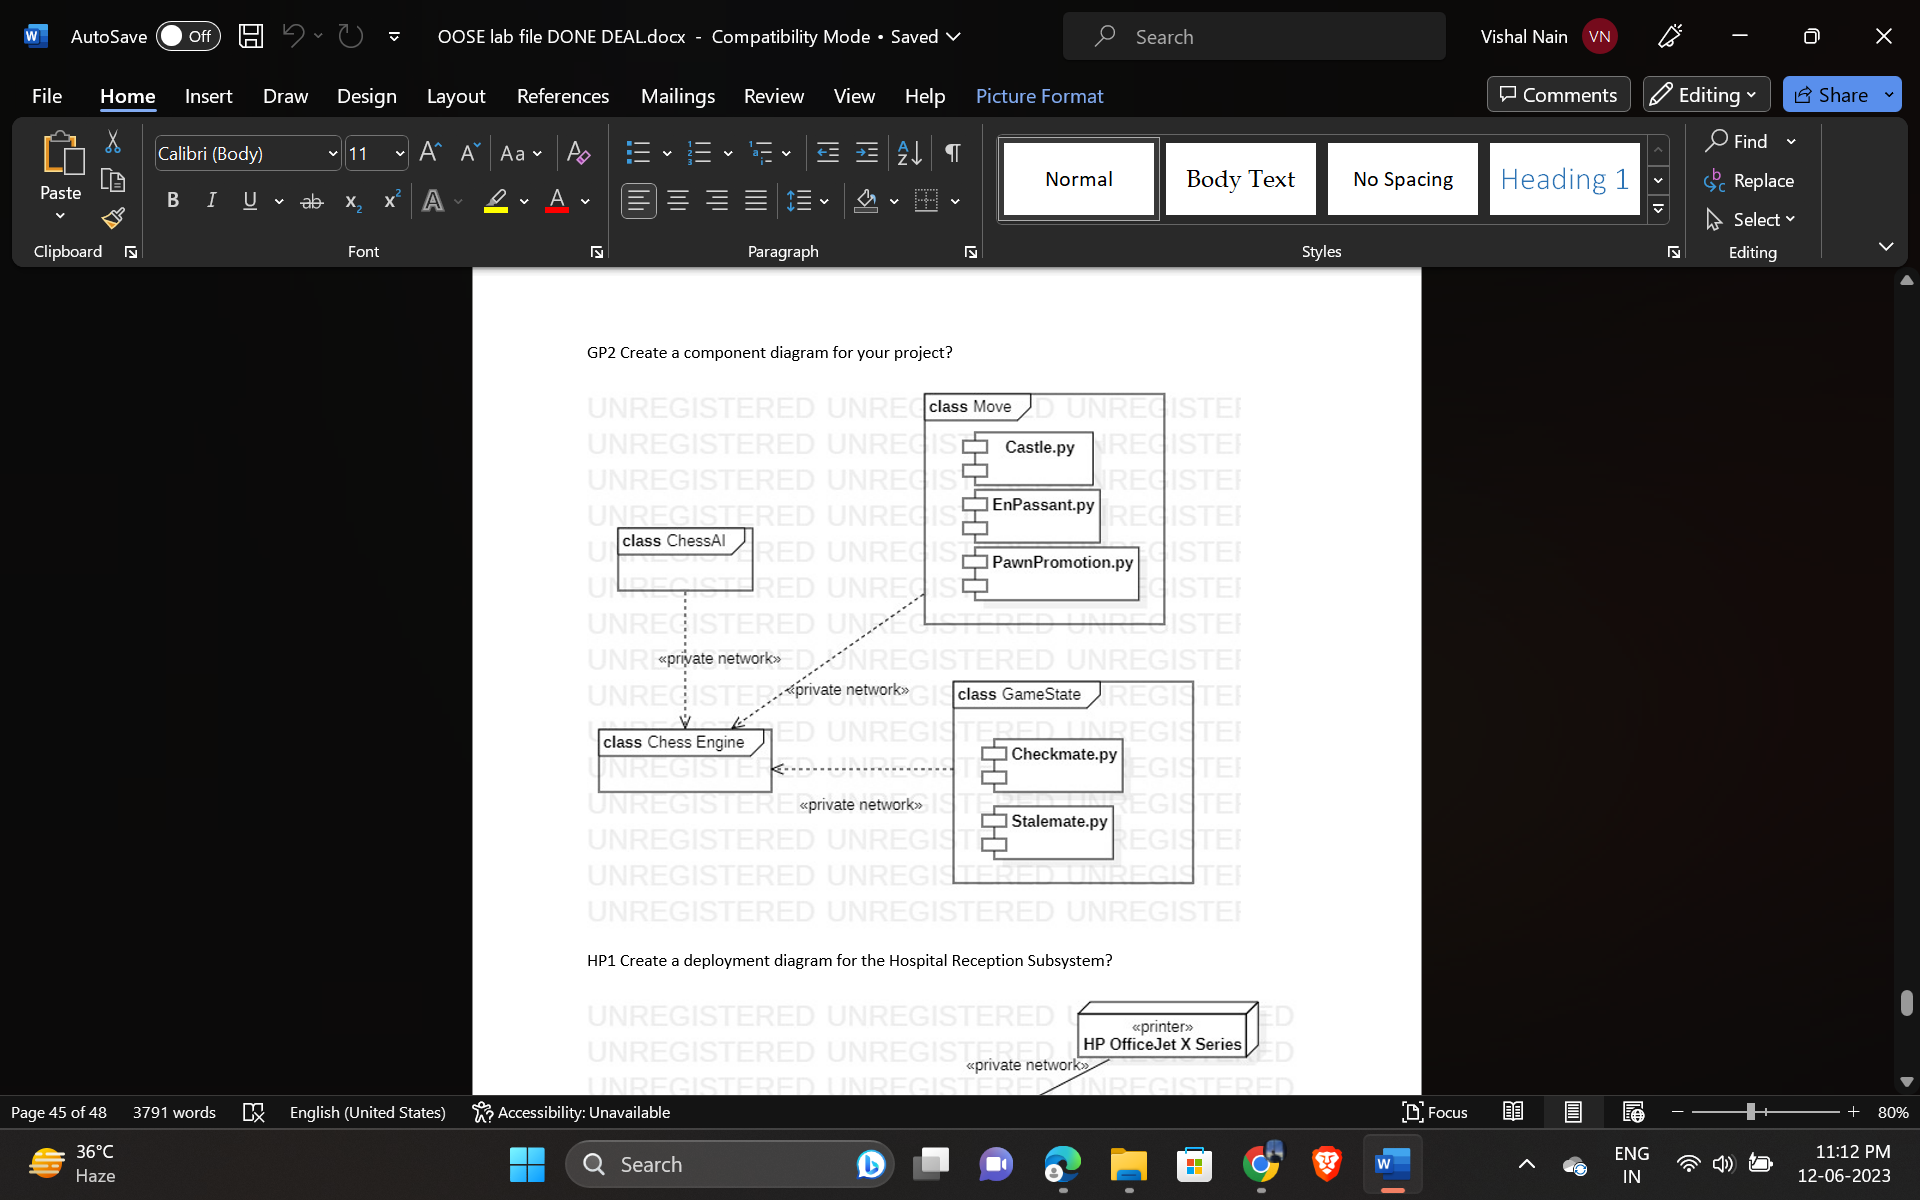 AutoSave Off OOSE lab file DONE DEAL.docx - Compatibility Mode • Saved Search Vishal Nain VN
File Home Insert Draw Design Layout References Mailings Review View Help Picture Format Comments Editing Share
Paste
Clipboard
Calibri (Body) 11 Aa
B I U ab x2 x2 A A
Font
Paragraph
Normal Body Text No Spacing Heading 1
Styles
Find
Replace
Select
Editing
GP2 Create a component diagram for your project?
class Move
Castle.py
EnPassant.py
PawnPromotion.py
class ChessAI
«private network»
«private network»
class Chess Engine
«private network»
class GameState
Checkmate.py
Stalemate.py
UNREGISTERED UNREGISTERED UNREGISTER
HP1 Create a deployment diagram for the Hospital Reception Subsystem?
«printer»
HP OfficeJet X Series
«private network»
UNREGISTERED UNREGISTERED UNREGISTERED
Page 45 of 48 3791 words English (United States) Accessibility: Unavailable Focus 80%
36°C
Haze
Search
ENG
IN
11:12 PM
12-06-2023